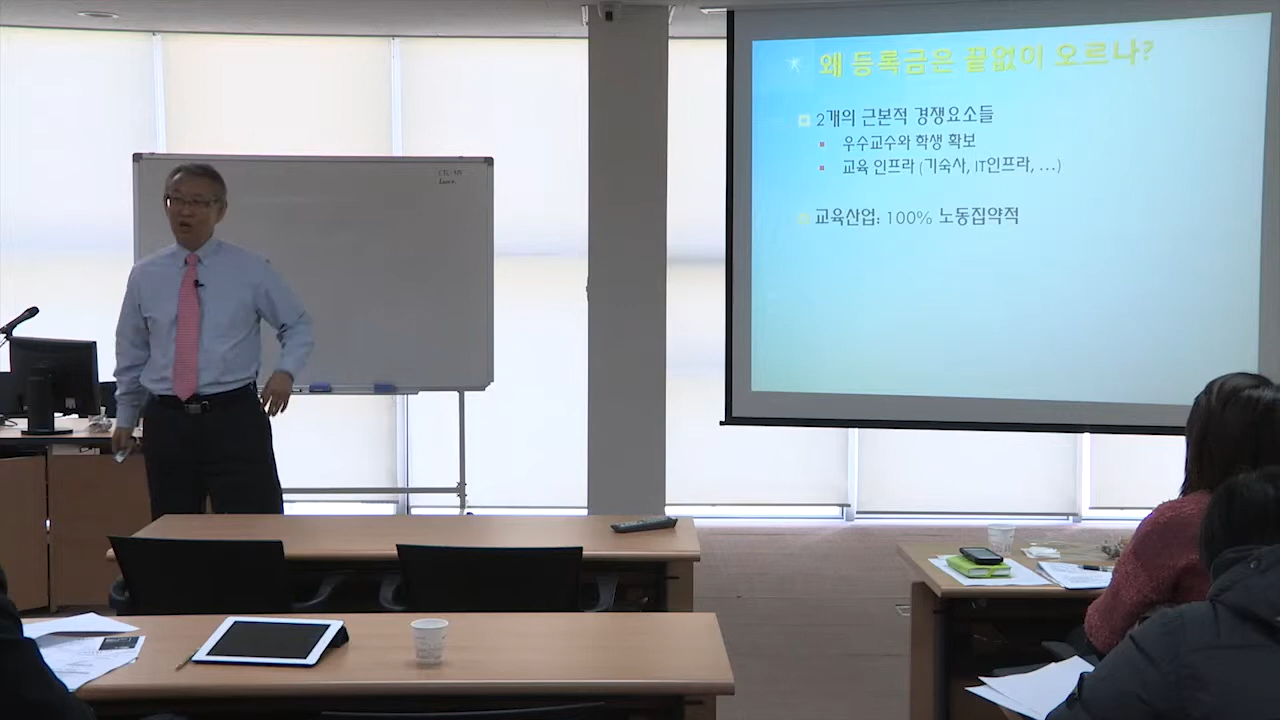 왜 등록금은 끝없이 오르나?
2개의 근본적 경쟁요소들
우수교수와 학생 확보
교육 인프라 (기숙사, IT인프라, ...)
교육산업: 100% 노동집약적